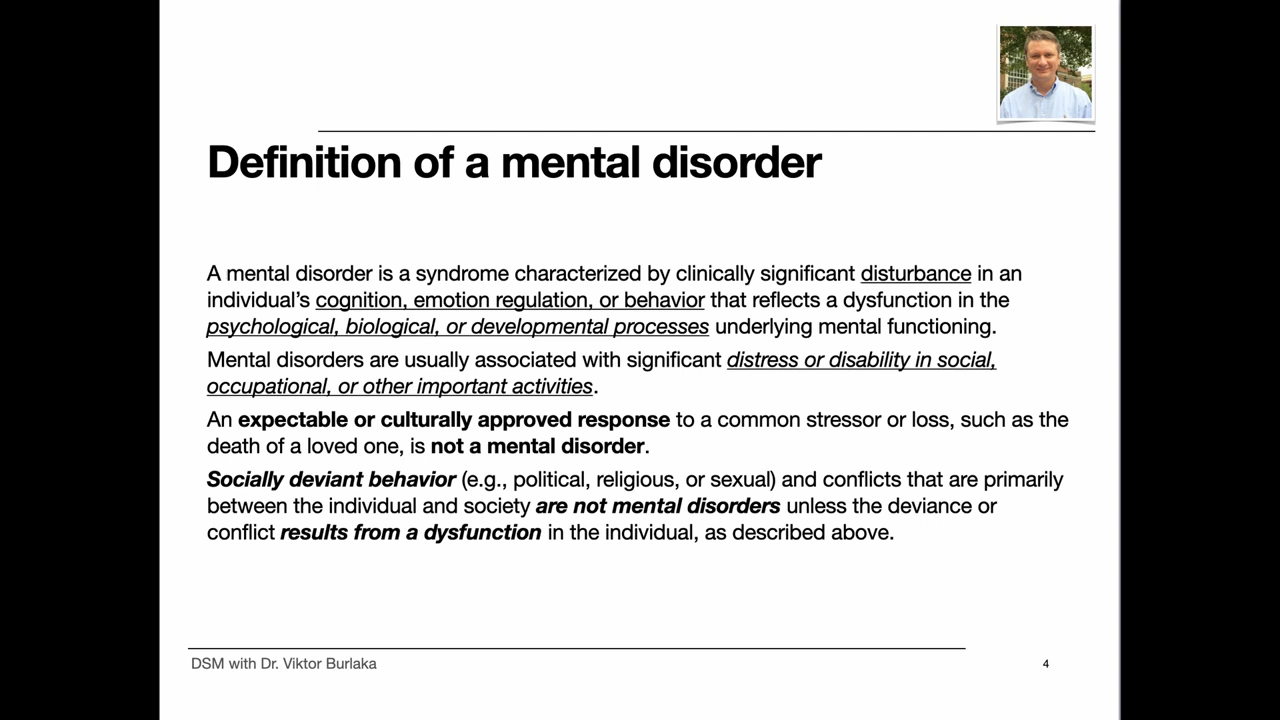 Definition of a mental disorder
A mental disorder is a syndrome characterized by clinically significant disturbance in an
individual’s cognition, emotion regulation, or behavior that reflects a dysfunction in the
psychological, biological, or developmental processes underlying mental functioning.
Mental disorders are usually associated with significant distress or disability in social,
occupational, or other important activities.
An expectable or culturally approved response to a common stressor or loss, such as the
death of a loved one, is not a mental disorder.
Socially deviant behavior (e.g., political, religious, or sexual) and conflicts that are primarily
between the individual and society are not mental disorders unless the deviance or
conflict results from a dysfunction in the individual, as described above.
DSM with Dr. Viktor Burlaka
4